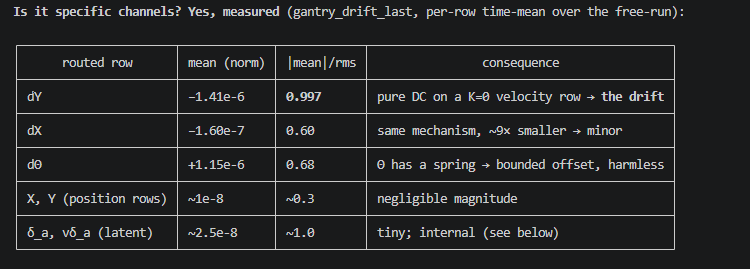 Is it specific channels? Yes, measured (gantry_drift_last, per-row time-mean over the free-run):
routed row mean (norm) |mean|/rms consequence
dY −1.41e-6 0.997 pure DC on a K=0 velocity row → the drift
dX −1.60e-7 0.60 same mechanism, ~9× smaller → minor
dΘ +1.15e-6 0.68 Θ has a spring → bounded offset, harmless
X, Y (position rows) ~1e-8 ~0.3 negligible magnitude
δ_a, vδ_a (latent) ~2.5e-8 ~1.0 tiny; internal (see below)